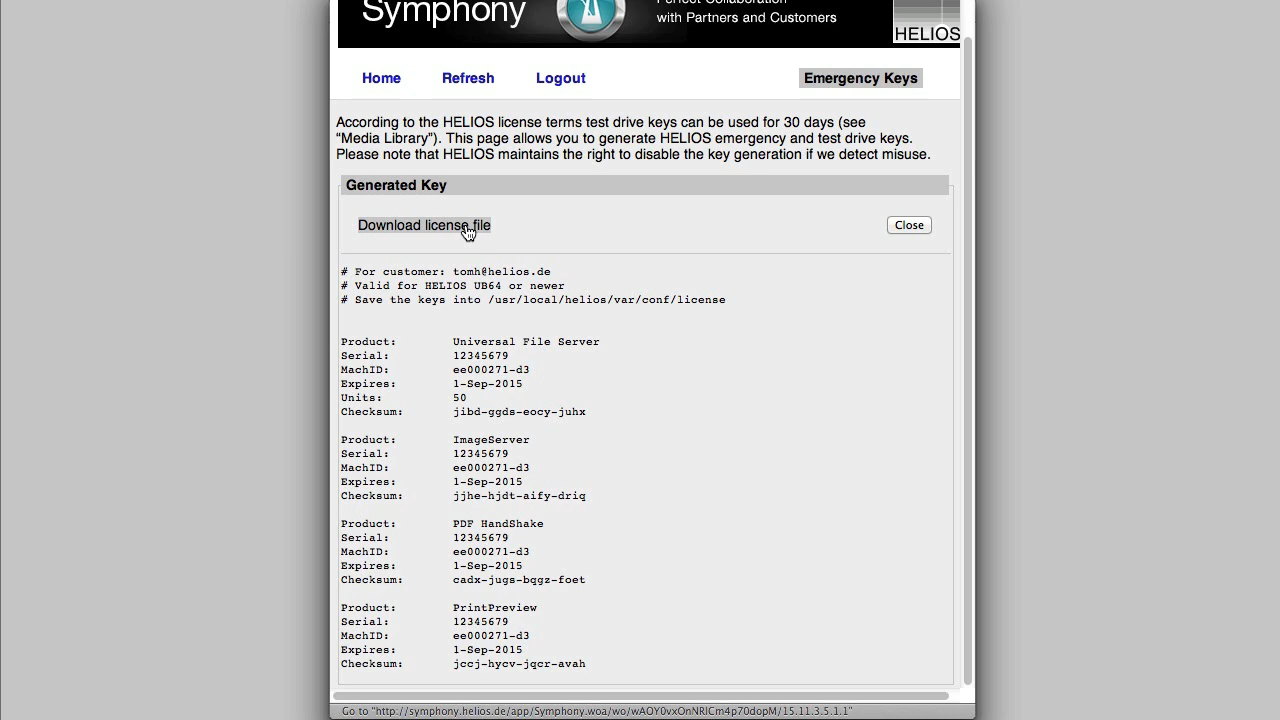 Symphony
Perfect Collaboration
with Partners and Customers
HELIOS
Home
Refresh
Logout
Emergency Keys
According to the HELIOS license terms test drive keys can be used for 30 days (see
“Media Library”). This page allows you to generate HELIOS emergency and test drive keys.
Please note that HELIOS maintains the right to disable the key generation if we detect misuse.
Generated Key
Download license file
Close
# For customer: tomh@helios.de
# Valid for HELIOS UB64 or newer
# Save the keys into /usr/local/helios/var/conf/license
Product: Universal File Server
Serial: 12345679
MachID: ee000271-d3
Expires: 1-Sep-2015
Units: 50
Checksum: jibd-ggds-eocy-juhx
Product: ImageServer
Serial: 12345679
MachID: ee000271-d3
Expires: 1-Sep-2015
Checksum: jjhe-hjdt-aify-driq
Product: PDF HandShake
Serial: 12345679
MachID: ee000271-d3
Expires: 1-Sep-2015
Checksum: cadx-jugs-bqgz-foet
Product: PrintPreview
Serial: 12345679
MachID: ee000271-d3
Expires: 1-Sep-2015
Checksum: jccj-hycv-jqcr-avah
Go to "http://symphony.helios.de/app/Symphony.woa/wo/wAOY0vxOnNRlCm4p70dopM/15.11.3.5.1.1"